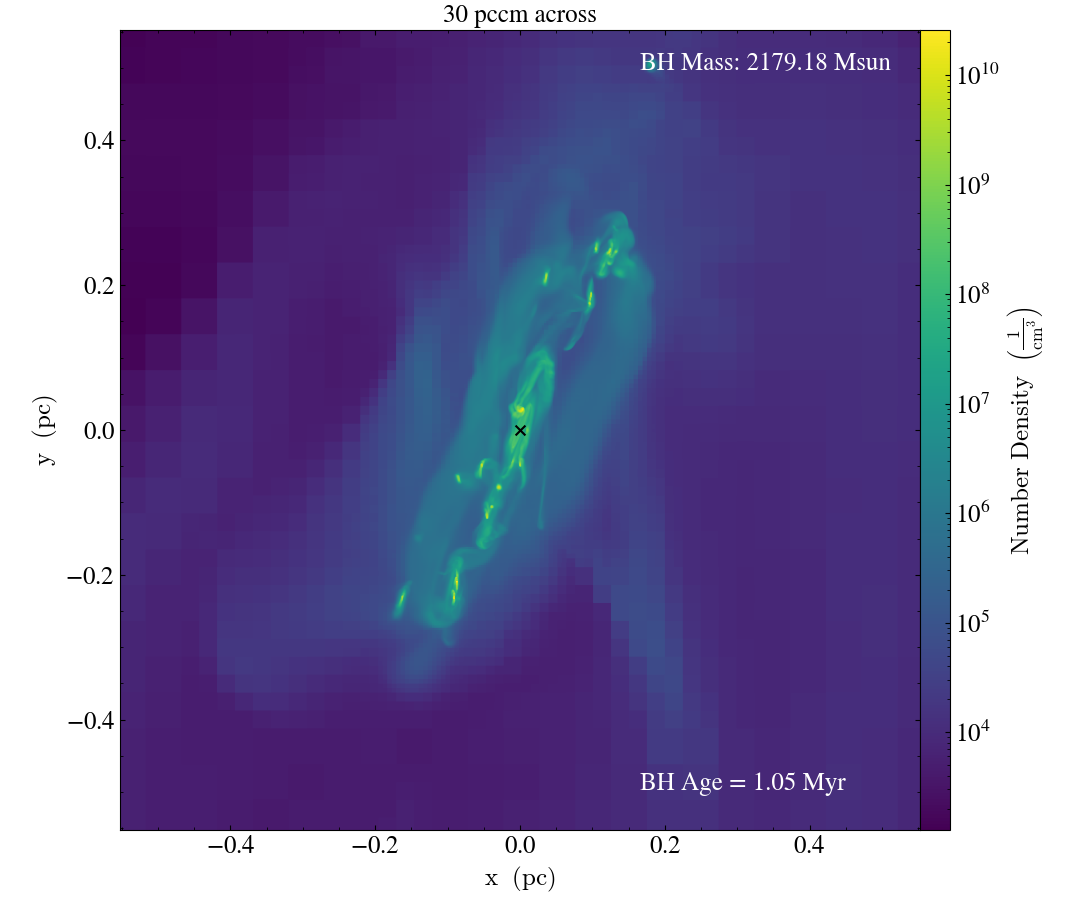 30 pccm across
BH Mass: 2179.18 Msun
BH Age = 1.05 Myr
0.4
0.2
0.0
−0.2
−0.4
y (pc)
−0.4 −0.2 0.0 0.2 0.4
x (pc)
10^10
10^9
10^8
10^7
10^6
10^5
10^4
Number Density (1/cm^3)